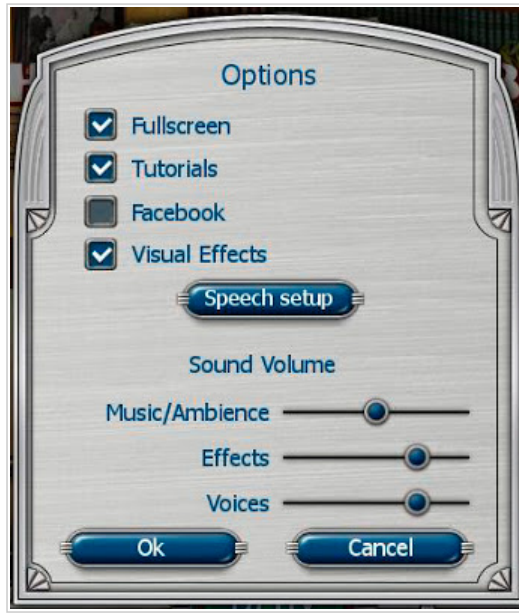 Options
Fullscreen
Tutorials
Facebook
Visual Effects
Speech setup
Sound Volume
Music/Ambience
Effects
Voices
Ok Cancel